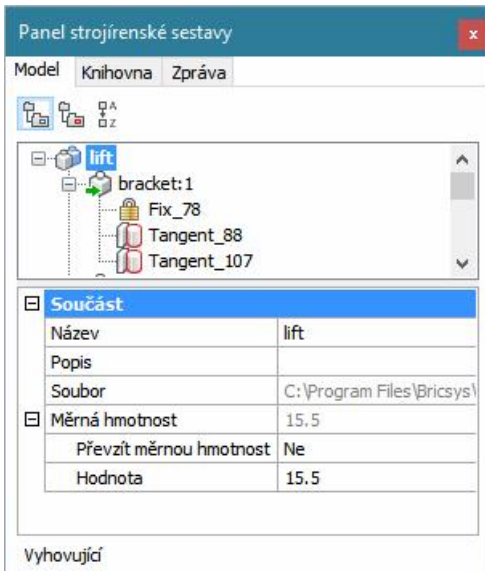 Panel strojírenské sestavy
x
Model Knihovna Zpráva
A
Z
lift
bracket:1
Fix_78
Tangent_88
Tangent_107
Součást
Název lift
Popis
Soubor C:\Program Files\Bricsys\
Měrná hmotnost 15.5
Převzít měrnou hmotnost Ne
Hodnota 15.5
Vyhovující